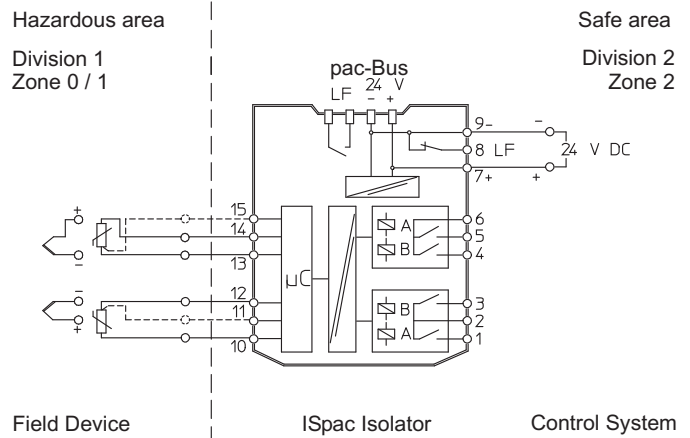 Hazardous area
Safe area
Division 1
Zone 0 / 1
Division 2
Zone 2
pac-Bus
LF 24 V
- +
9-
8 LF
7+
-
24 V DC
+
+
-
15
14
13
-
+
12
11
10
µC
A
B
6
5
4
B
A
3
2
1
Field Device
ISpac Isolator
Control System